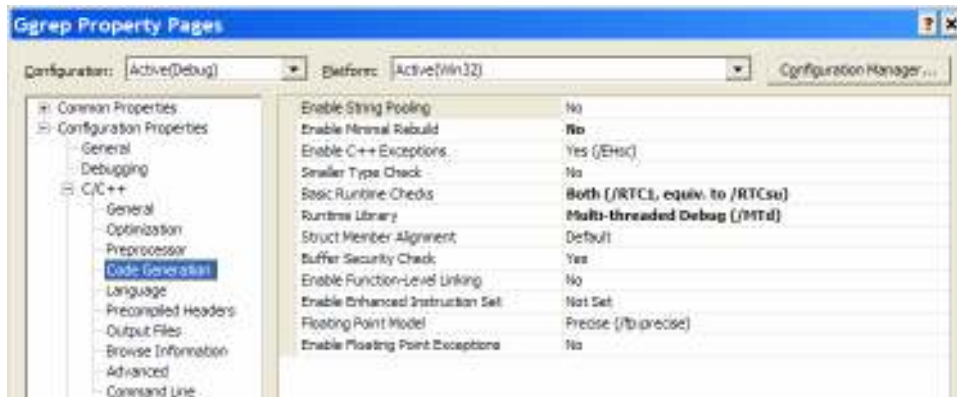 Ggrep Property Pages
Configuration: Active(Debug) Platform: Active(Win32) Configuration Manager...
Common Properties
Configuration Properties
General
Debugging
C/C++
General
Optimization
Preprocessor
Code Generation
Language
Precompiled Headers
Output Files
Browse Information
Advanced
Command Line
Enable String Pooling No
Enable Minimal Rebuild No
Enable C++ Exceptions Yes (/EHsc)
Smaller Type Check No
Basic Runtime Checks Both (/RTC1, equiv. to /RTCsu)
Runtime Library Multi-threaded Debug (/MTd)
Struct Member Alignment Default
Buffer Security Check Yes
Enable Function-Level Linking No
Enable Enhanced Instruction Set Not Set
Floating Point Model Precise (/fp:precise)
Enable Floating Point Exceptions No